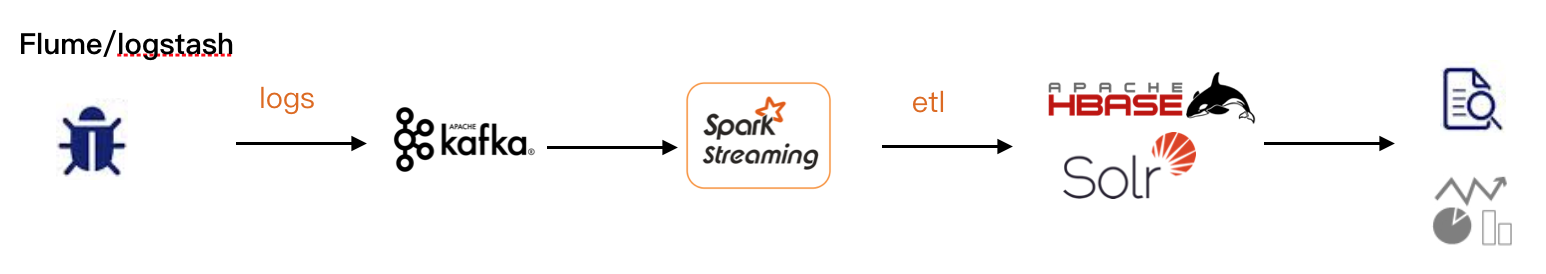 Flume/logstash
logs
APACHE
kafka®
Spark
Streaming
etl
APACHE
HBASE
Solr